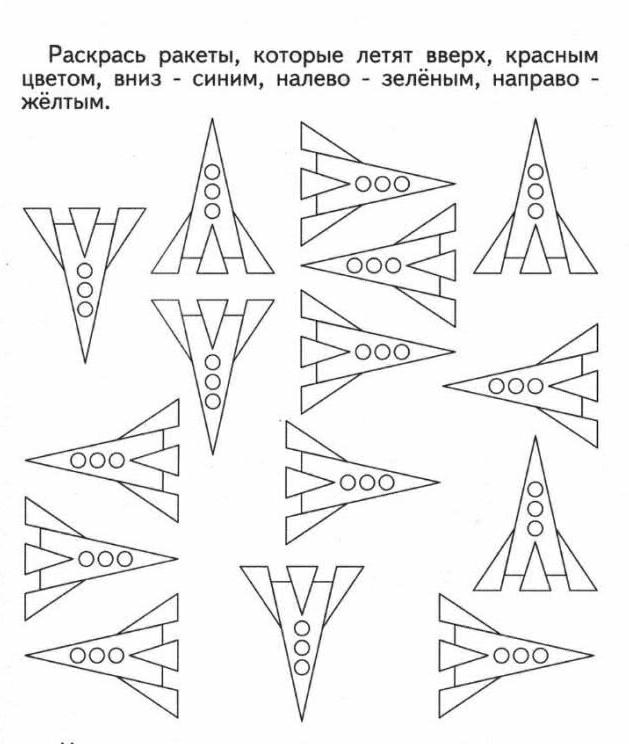 Раскрась ракеты, которые летят вверх, красным
цветом, вниз - синим, налево - зелёным, направо -
жёлтым.